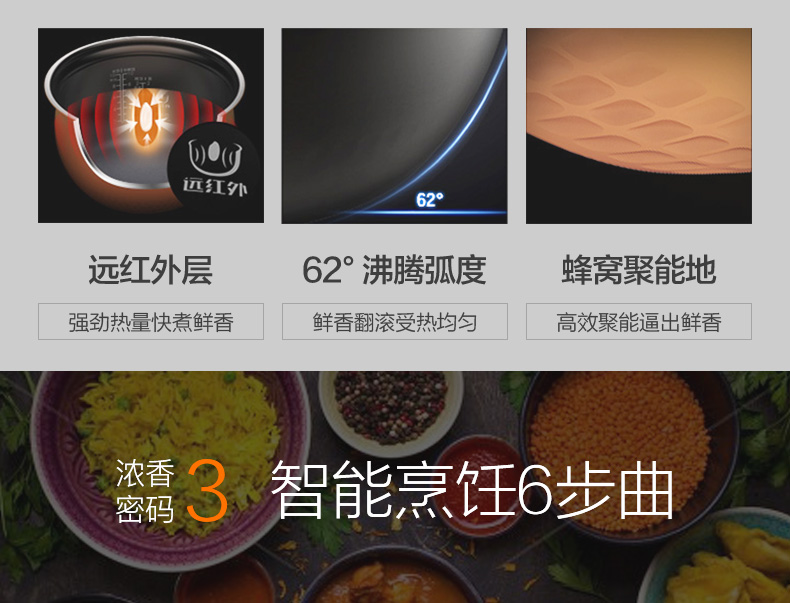 远红外
62°
远红外层
62° 沸腾弧度
蜂窝聚能地
强劲热量快煮鲜香
鲜香翻滚受热均匀
高效聚能逼出鲜香
浓香
密码
3
智能烹饪6步曲